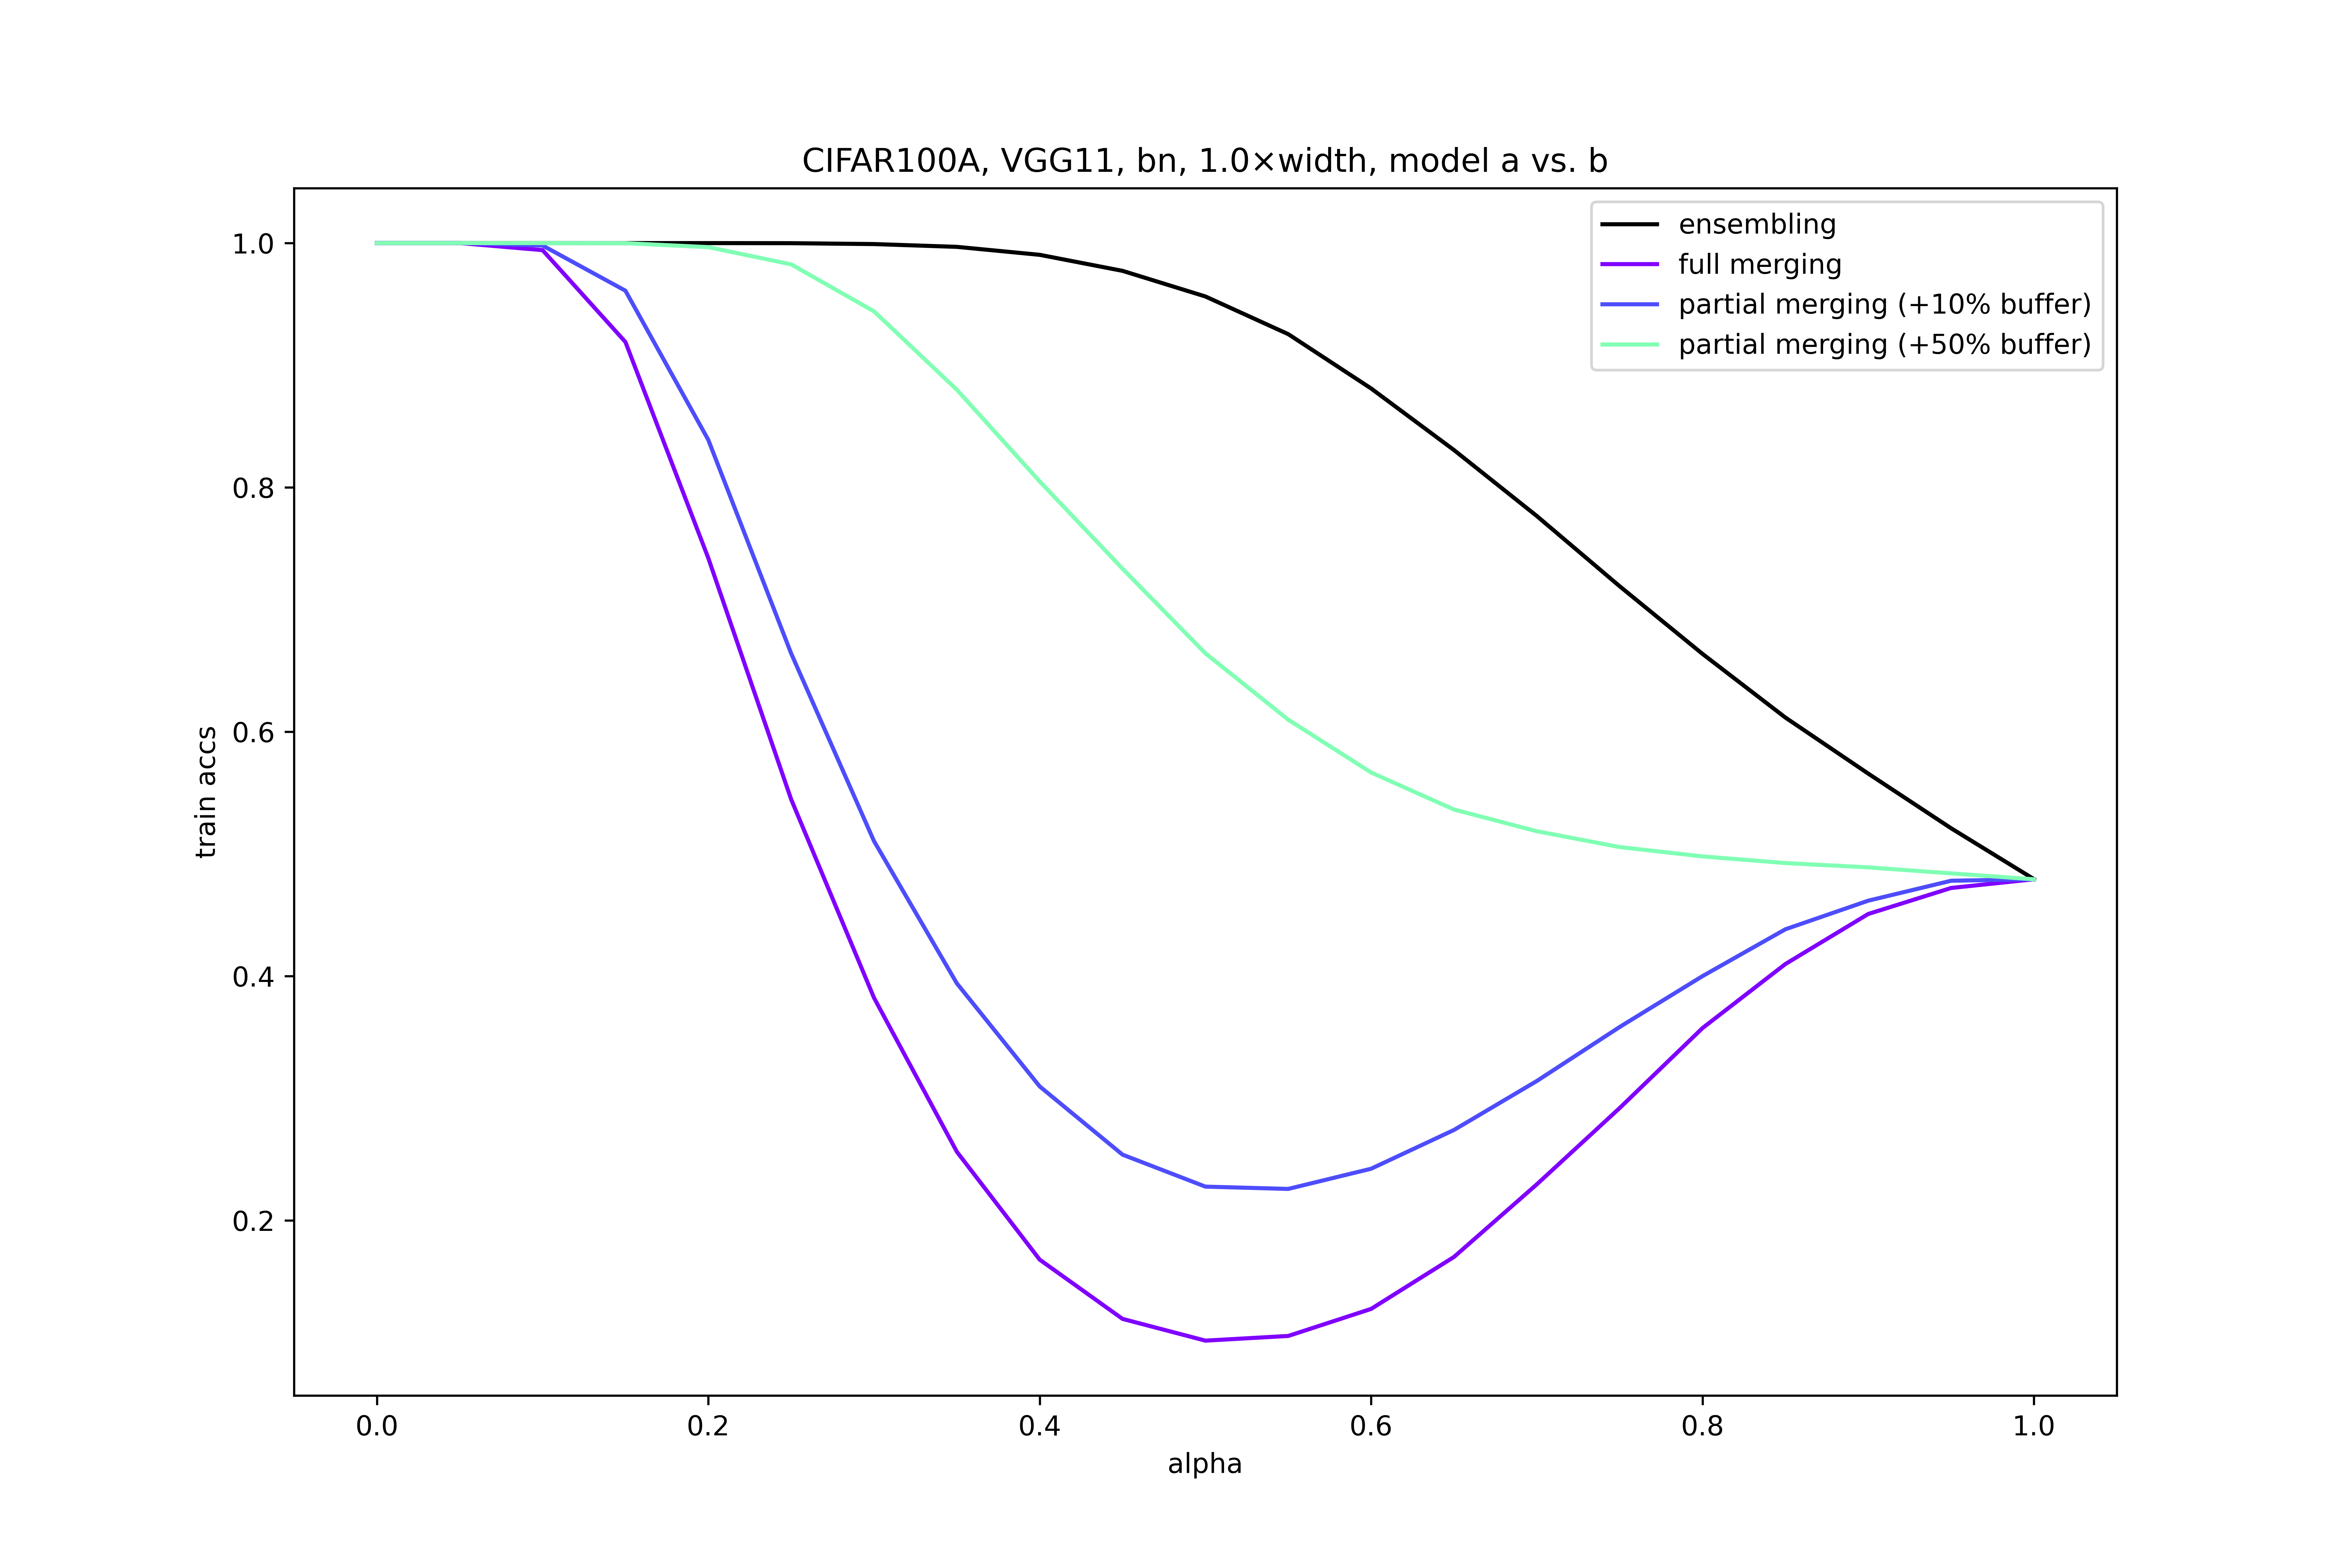 CIFAR100A, VGG11, bn, 1.0×width, model a vs. b
ensembling
full merging
partial merging (+10% buffer)
partial merging (+50% buffer)
train accs
1.0
0.8
0.6
0.4
0.2
0.0 0.2 0.4 0.6 0.8 1.0
alpha